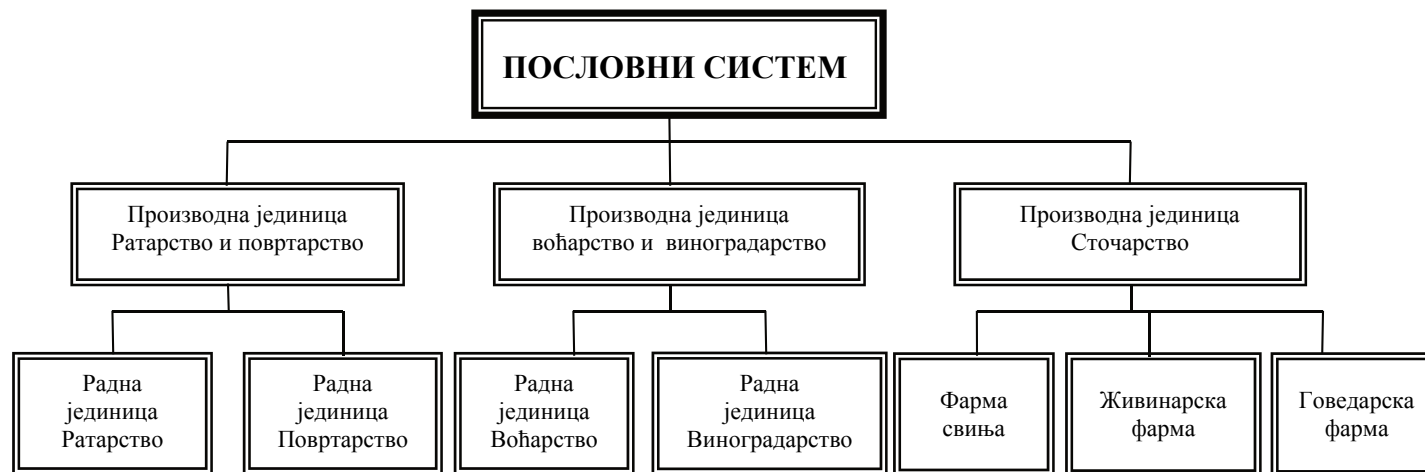 ПОСЛОВНИ СИСТЕМ
Производна јединица
Ратарство и повртарство
Производна јединица
воћарство и виноградарство
Производна јединица
Сточарство
Радна
јединица
Ратарство
Радна
јединица
Повртарство
Радна
јединица
Воћарство
Радна
јединица
Виноградарство
Фарма
свиња
Живинарска
фарма
Говедарска
фарма